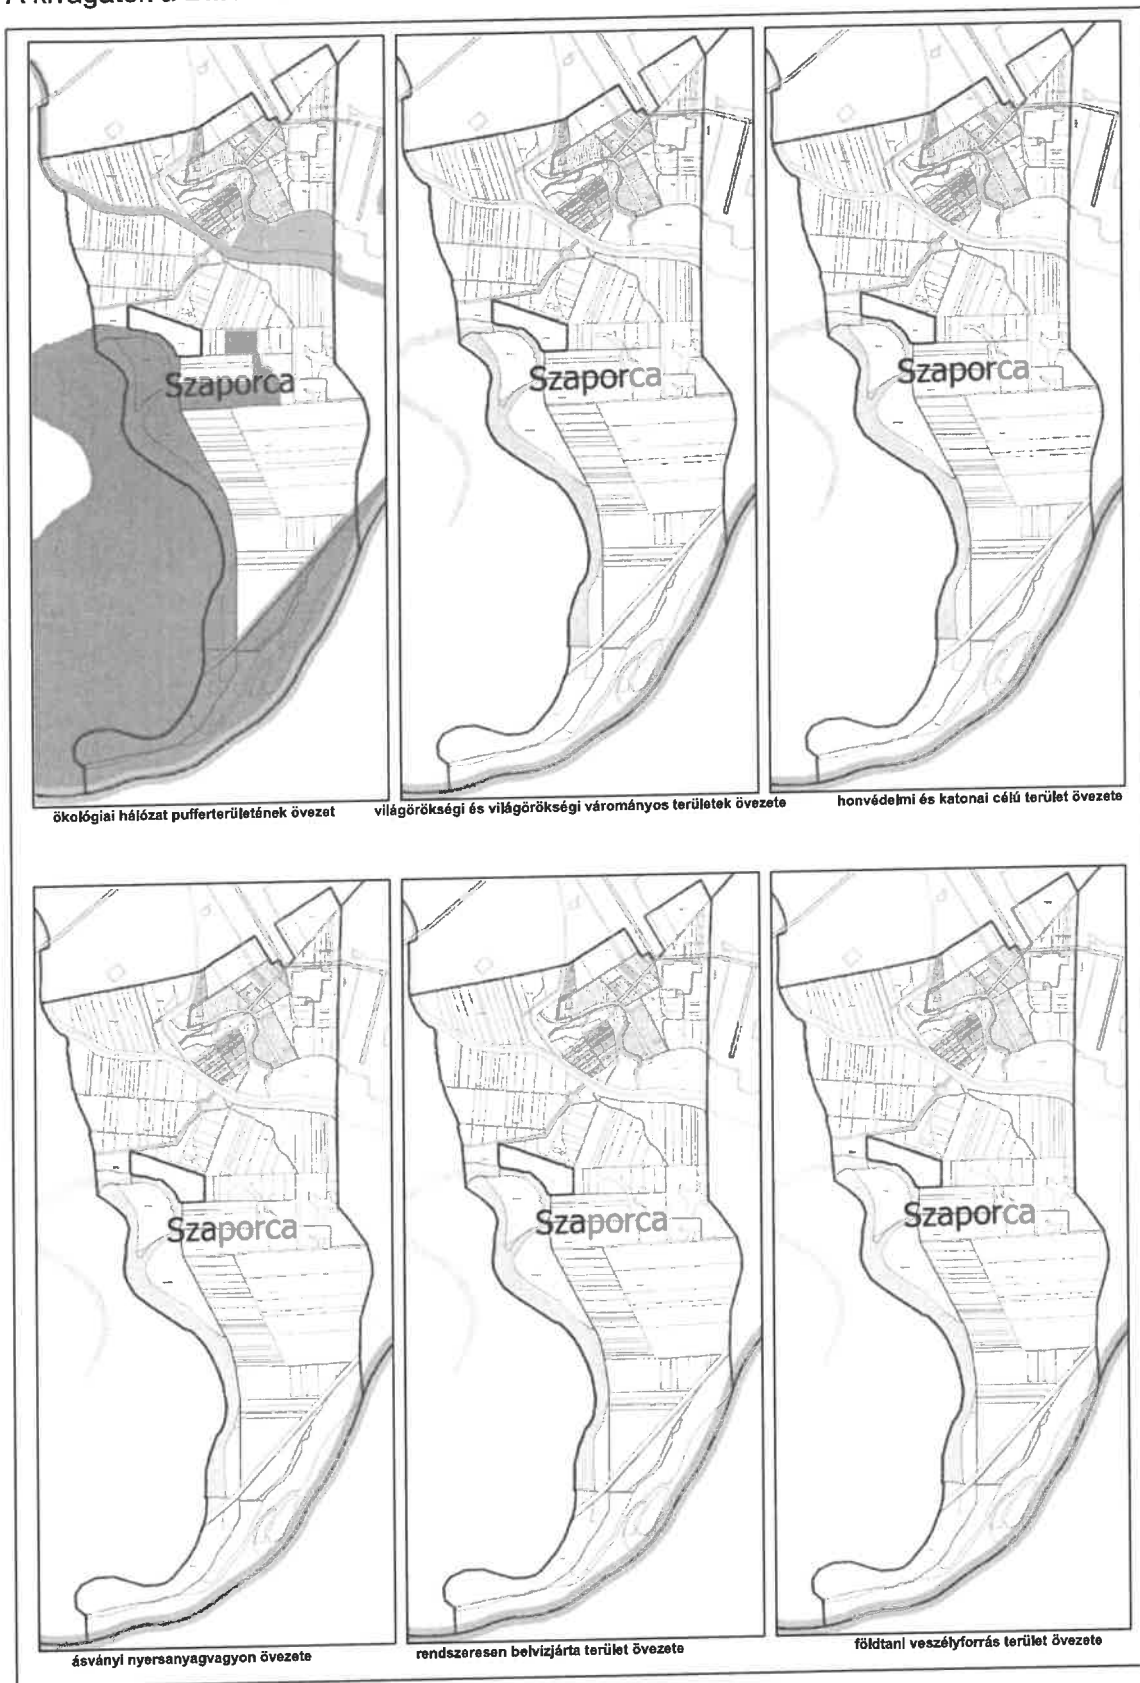 Szaporca
Szaporca
Szaporca
ökológiai hálózat pufferterületének övezet
világörökségi és világörökségi várományos területek övezete
honvédelmi és katonai célú terület övezete
Szaporca
Szaporca
Szaporca
ásványi nyersanyagvagyon övezete
rendszeresen belvízjárta terület övezete
földtani veszélyforrás terület övezete